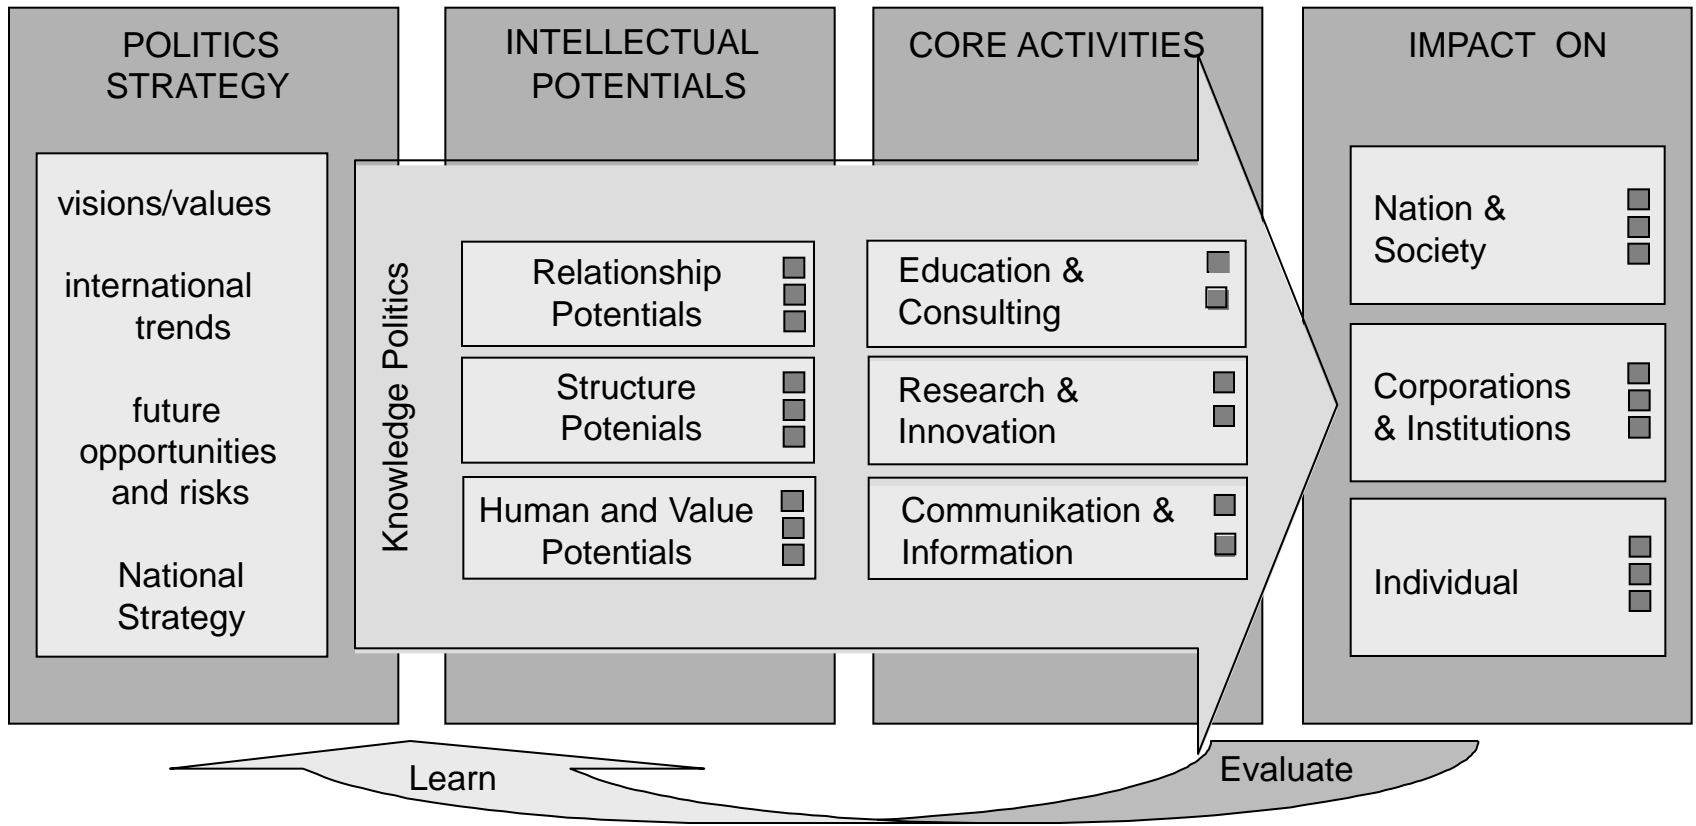 POLITICS
STRATEGY
visions/values
international
trends
future
opportunities
and risks
National
Strategy
Knowledge Politics
INTELLECTUAL
POTENTIALS
Relationship
Potentials
Structure
Potenials
Human and Value
Potentials
CORE ACTIVITIES
Education &
Consulting
Research &
Innovation
Communikation &
Information
IMPACT ON
Nation &
Society
Corporations
& Institutions
Individual
Learn
Evaluate